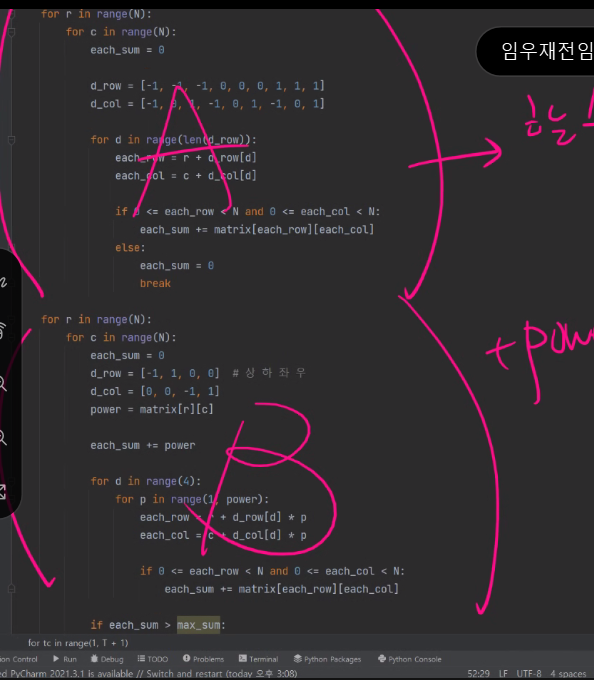 for r in range(N):
for c in range(N):
each_sum = 0
임우재전임
d_row = [-1, -1, -1, 0, 0, 0, 1, 1, 1]
d_col = [-1, 0, 1, -1, 0, 1, -1, 0, 1]
for d in range(len(d_row)):
each_row = r + d_row[d]
each_col = c + d_col[d]
A
if 0 <= each_row < N and 0 <= each_col < N:
each_sum += matrix[each_row][each_col]
else:
each_sum = 0
break
for r in range(N):
for c in range(N):
each_sum = 0
d_row = [-1, 1, 0, 0] # 상 하 좌 우
d_col = [0, 0, -1, 1]
power = matrix[r][c]
each_sum += power
B
for d in range(4):
for p in range(1, power):
each_row = r + d_row[d] * p
each_col = c + d_col[d] * p
if 0 <= each_row < N and 0 <= each_col < N:
each_sum += matrix[each_row][each_col]
if each_sum > max_sum:
for tc in range(1, T + 1)
on Control Run Debug TODO Problems Terminal Python Packages Python Console
ed PyCharm 2021.3.1 is available // Switch and restart (today 오후 3:08) 52:29 LF UTF-8 4 spaces